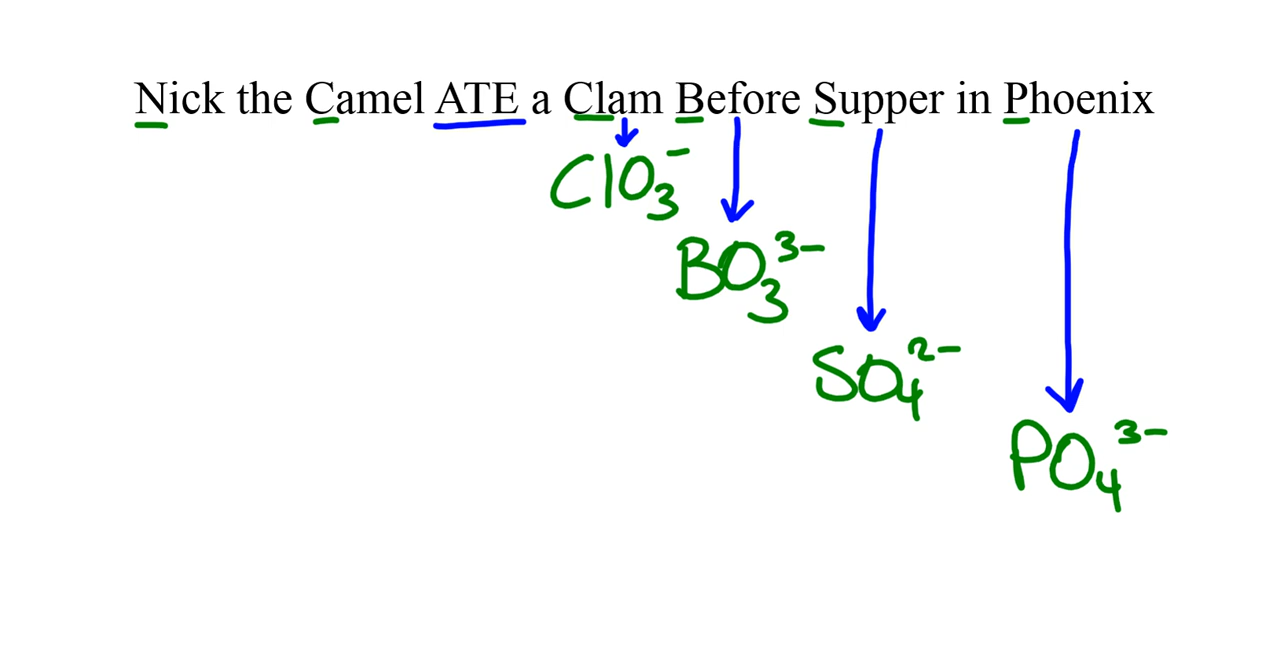 Nick the Camel ATE a Clam Before Supper in Phoenix
ClO₃⁻
BO₃³⁻
SO₄²⁻
PO₄³⁻